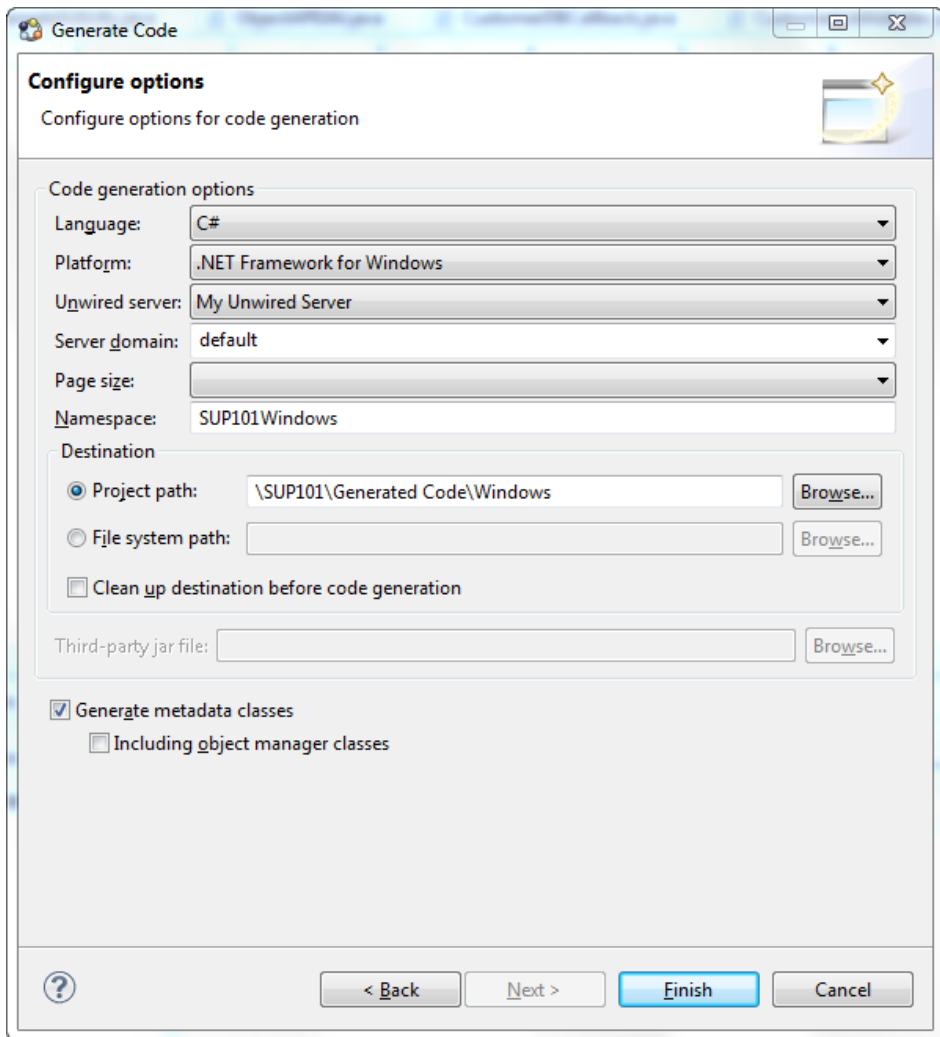 Generate Code
Configure options
Configure options for code generation
Code generation options
Language: C#
Platform: .NET Framework for Windows
Unwired server: My Unwired Server
Server domain: default
Page size:
Namespace: SUP101Windows
Destination
Project path: \SUP101\Generated Code\Windows Browse...
File system path: Browse...
Clean up destination before code generation
Third-party jar file: Browse...
Generate metadata classes
Including object manager classes
? < Back Next > Finish Cancel